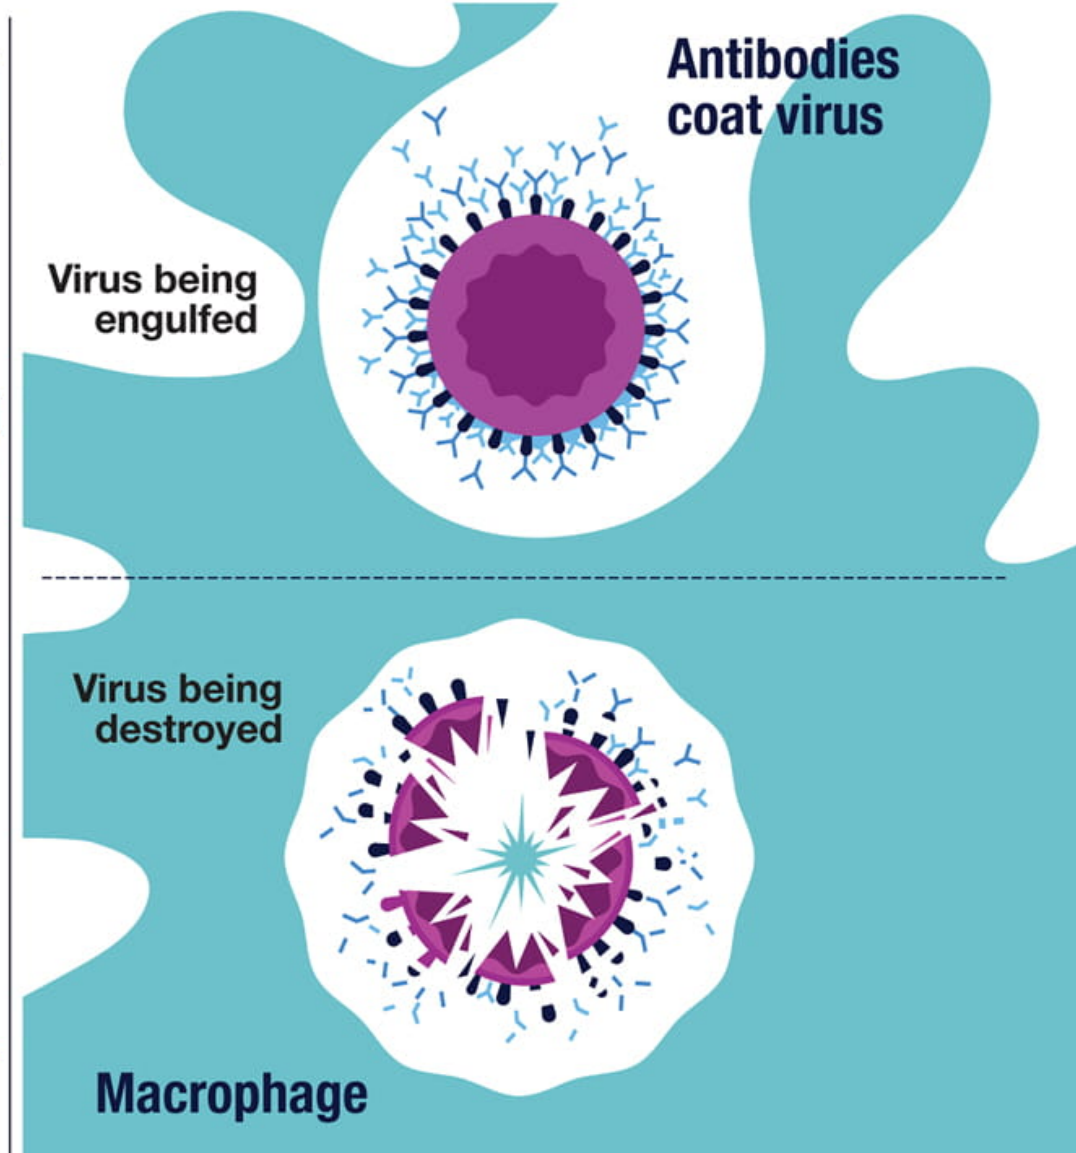 Antibodies
coat virus
Virus being
engulfed
Virus being
destroyed
Macrophage